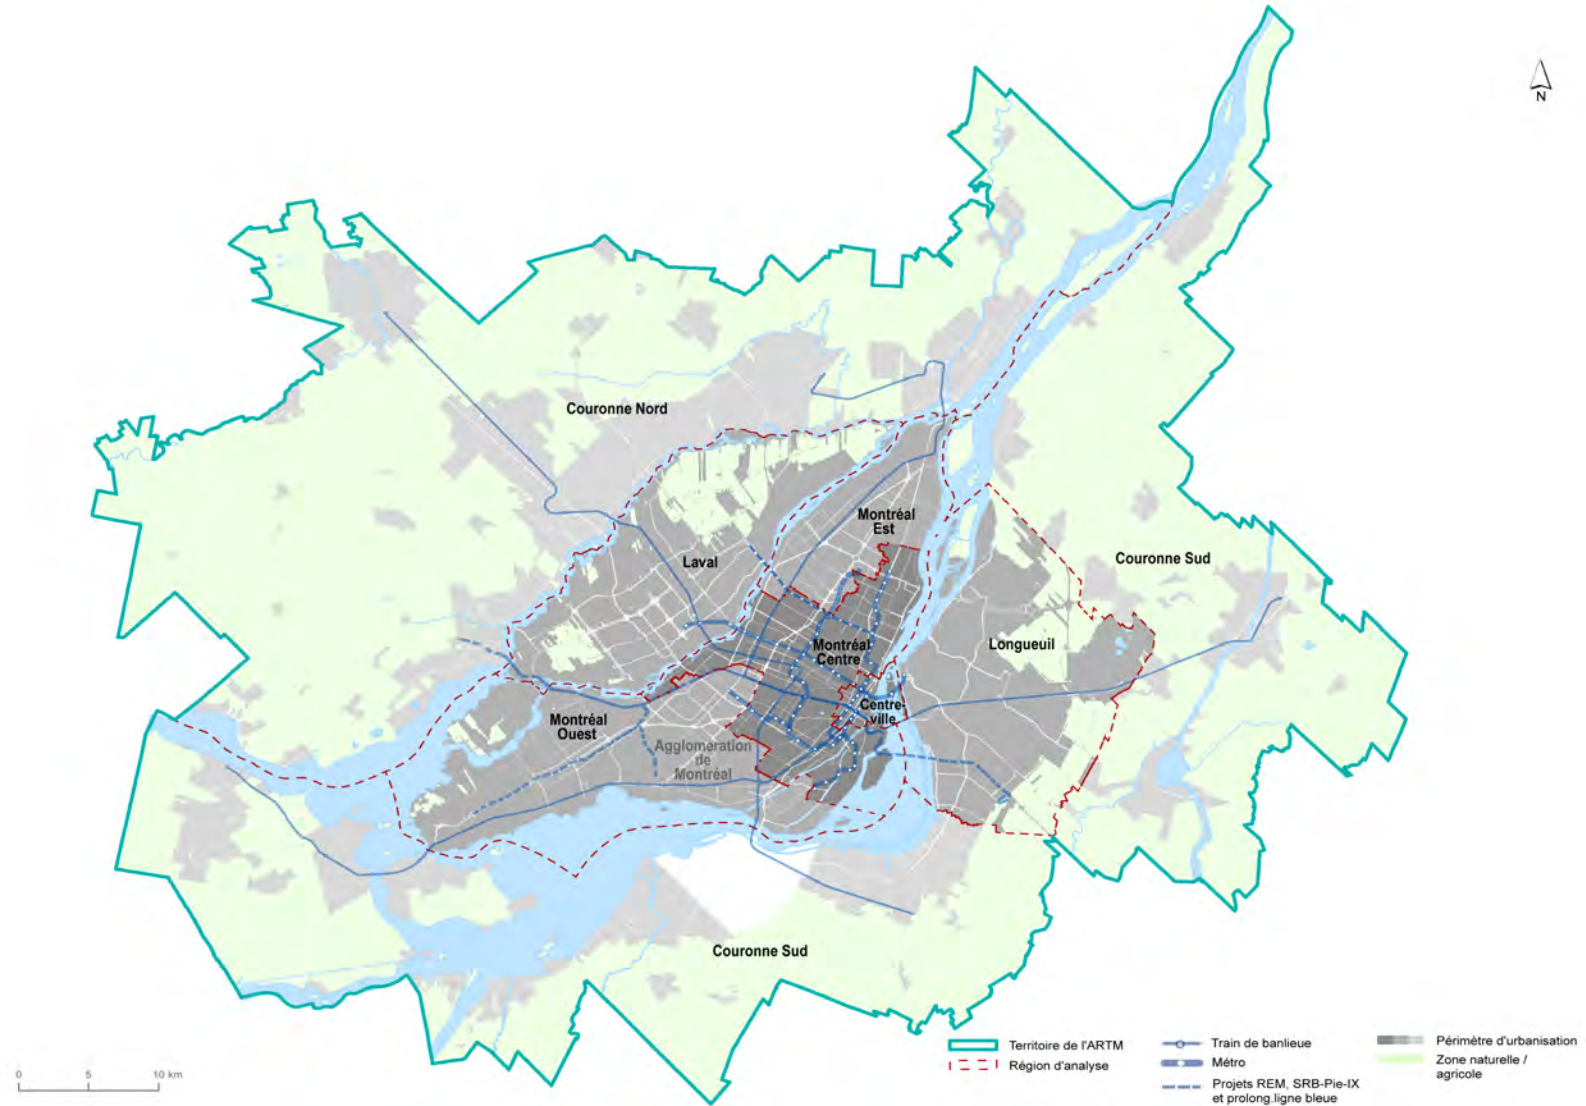 N
Couronne Nord
Montréal
Est
Laval
Couronne Sud
Montréal
Centre
Longueuil
Centre-
ville
Montréal
Ouest
Agglomération
de
Montréal
Couronne Sud
0 5 10 km
Territoire de l'ARTM
Région d'analyse
Train de banlieue
Métro
Projets REM, SRB-Pie-IX
et prolong.ligne bleue
Périmètre d'urbanisation
Zone naturelle /
agricole